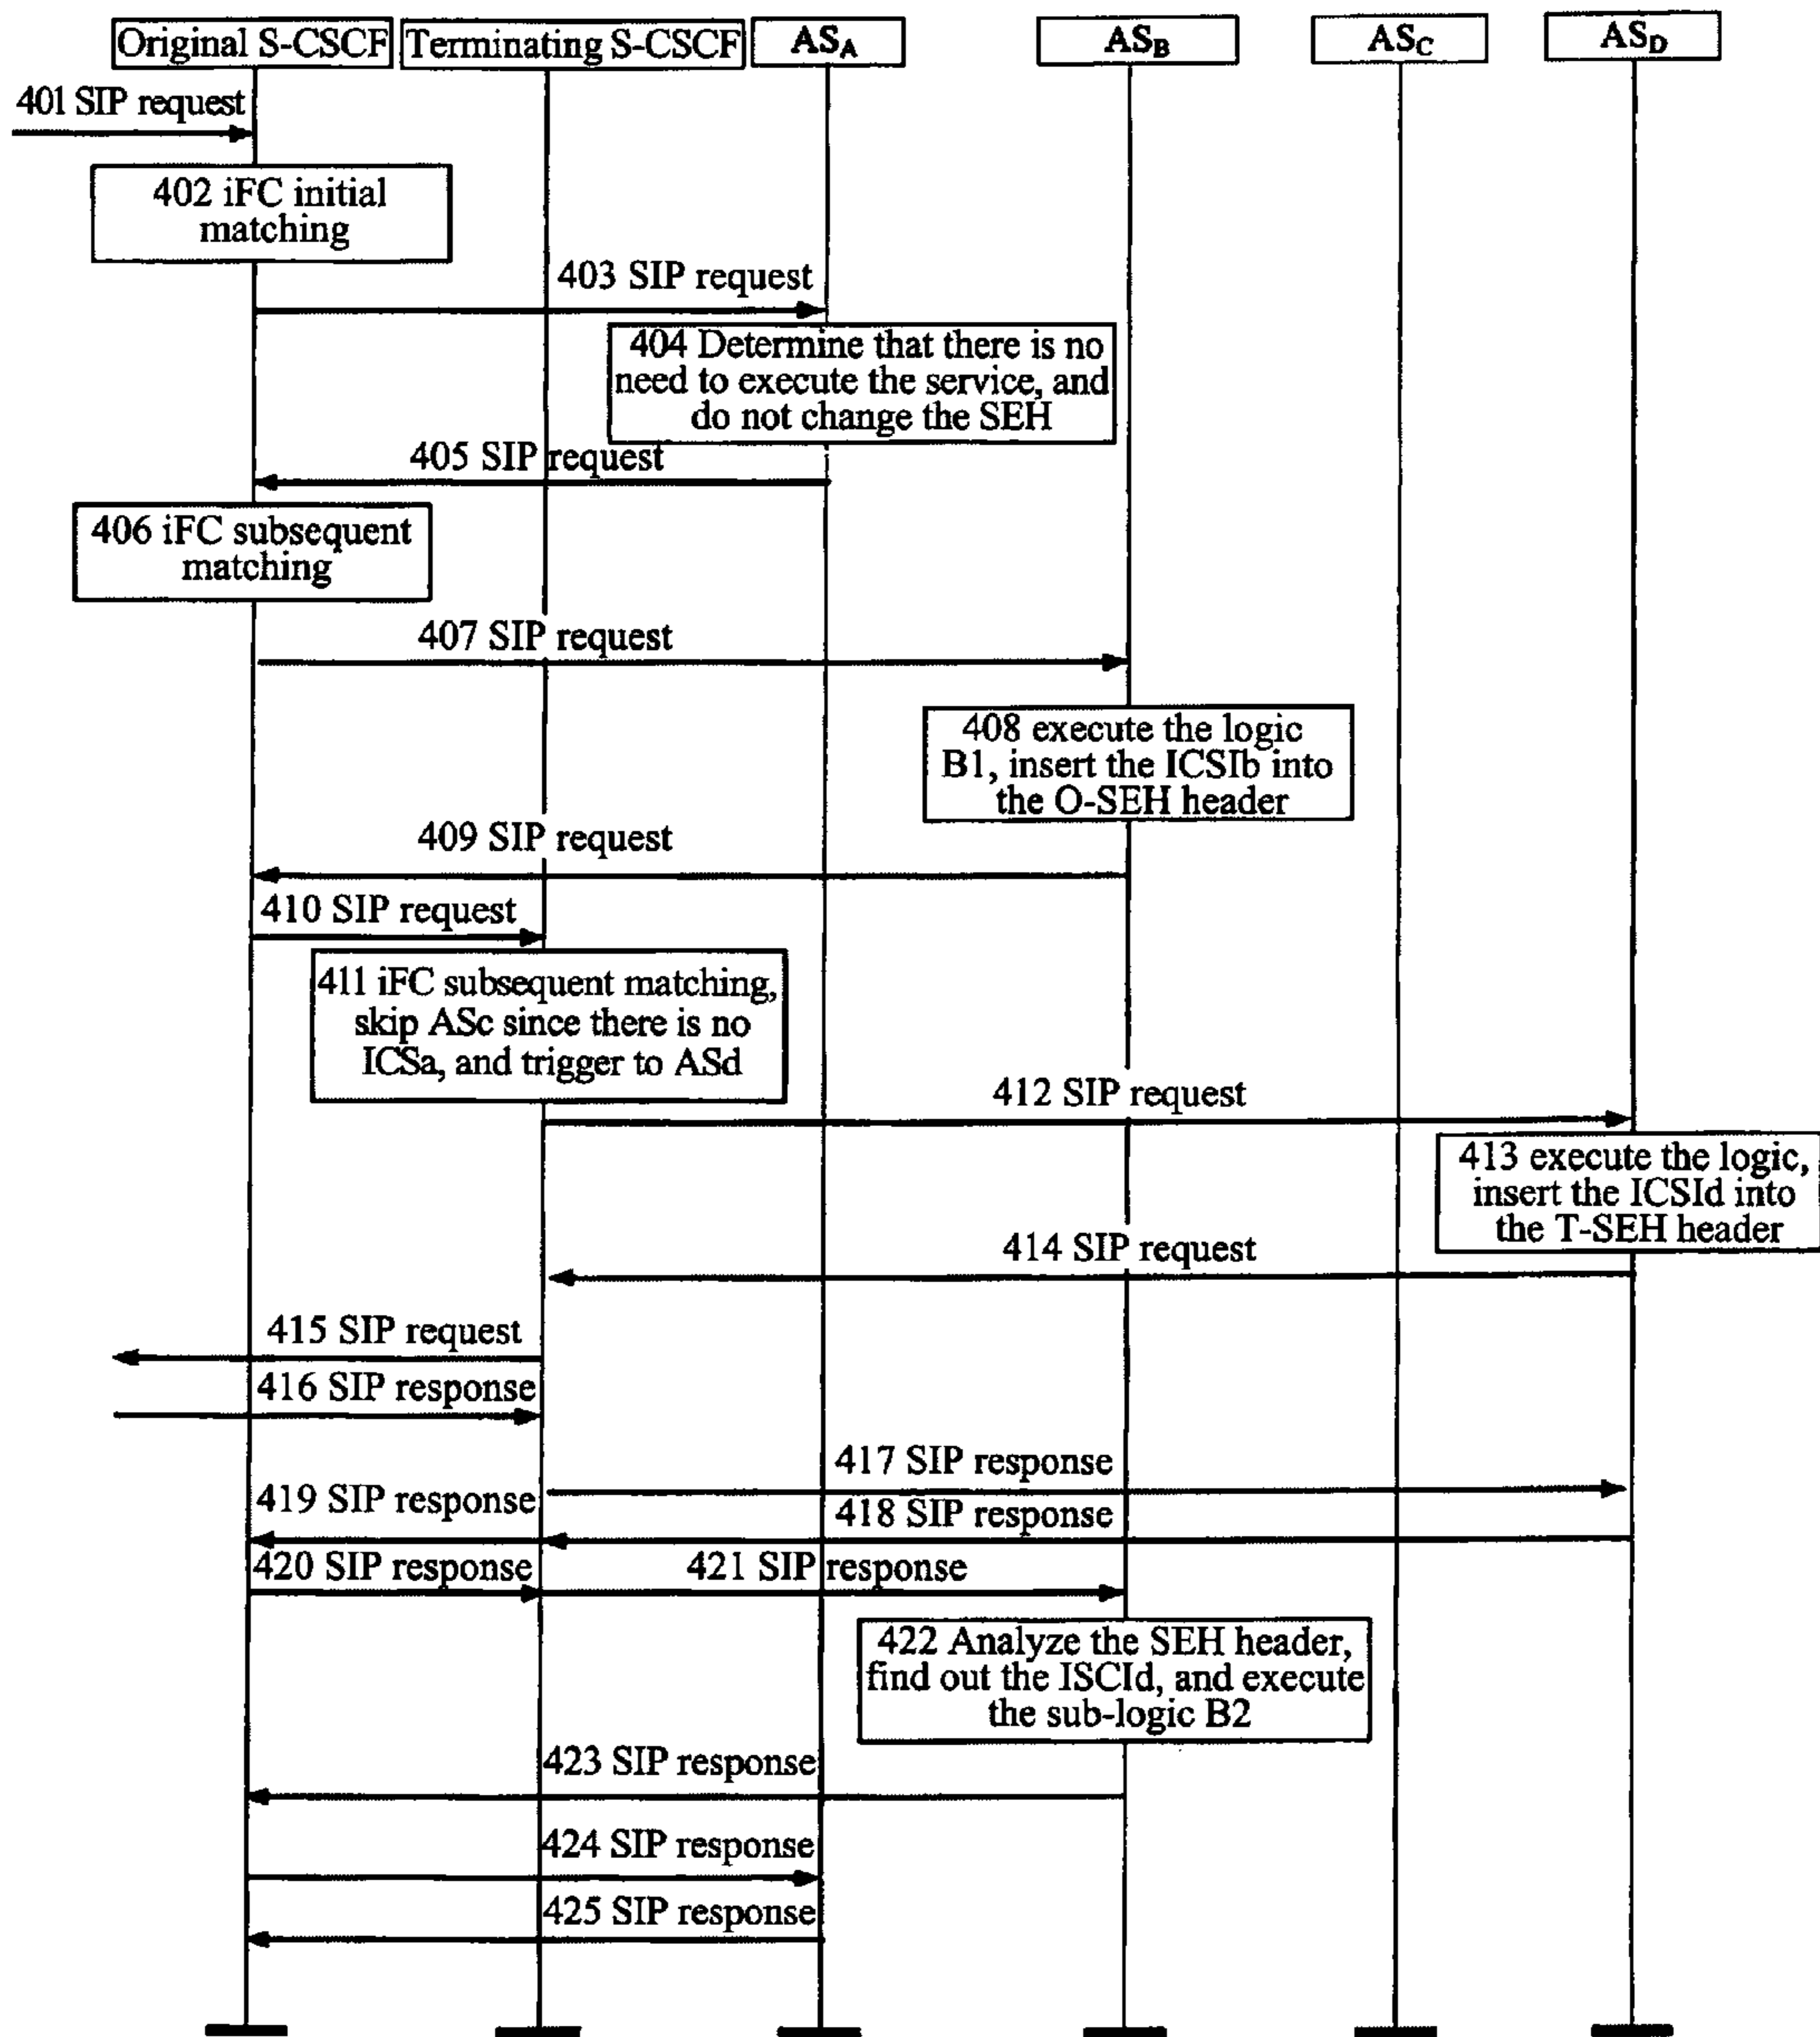 Original S-CSCF
Terminating S-CSCF
ASA
ASB
ASC
ASD
401 SIP request
402 iFC initial
matching
403 SIP request
404 Determine that there is no
need to execute the service, and
do not change the SEH
405 SIP request
406 iFC subsequent
matching
407 SIP request
408 execute the logic
B1, insert the ICSIb into
the O-SEH header
409 SIP request
410 SIP request
411 iFC subsequent matching,
skip ASc since there is no
ICSa, and trigger to ASd
412 SIP request
413 execute the logic,
insert the ICSId into
the T-SEH header
414 SIP request
415 SIP request
416 SIP response
417 SIP response
419 SIP response
418 SIP response
420 SIP response
421 SIP response
422 Analyze the SEH header,
find out the ISCId, and execute
the sub-logic B2
423 SIP response
424 SIP response
425 SIP response